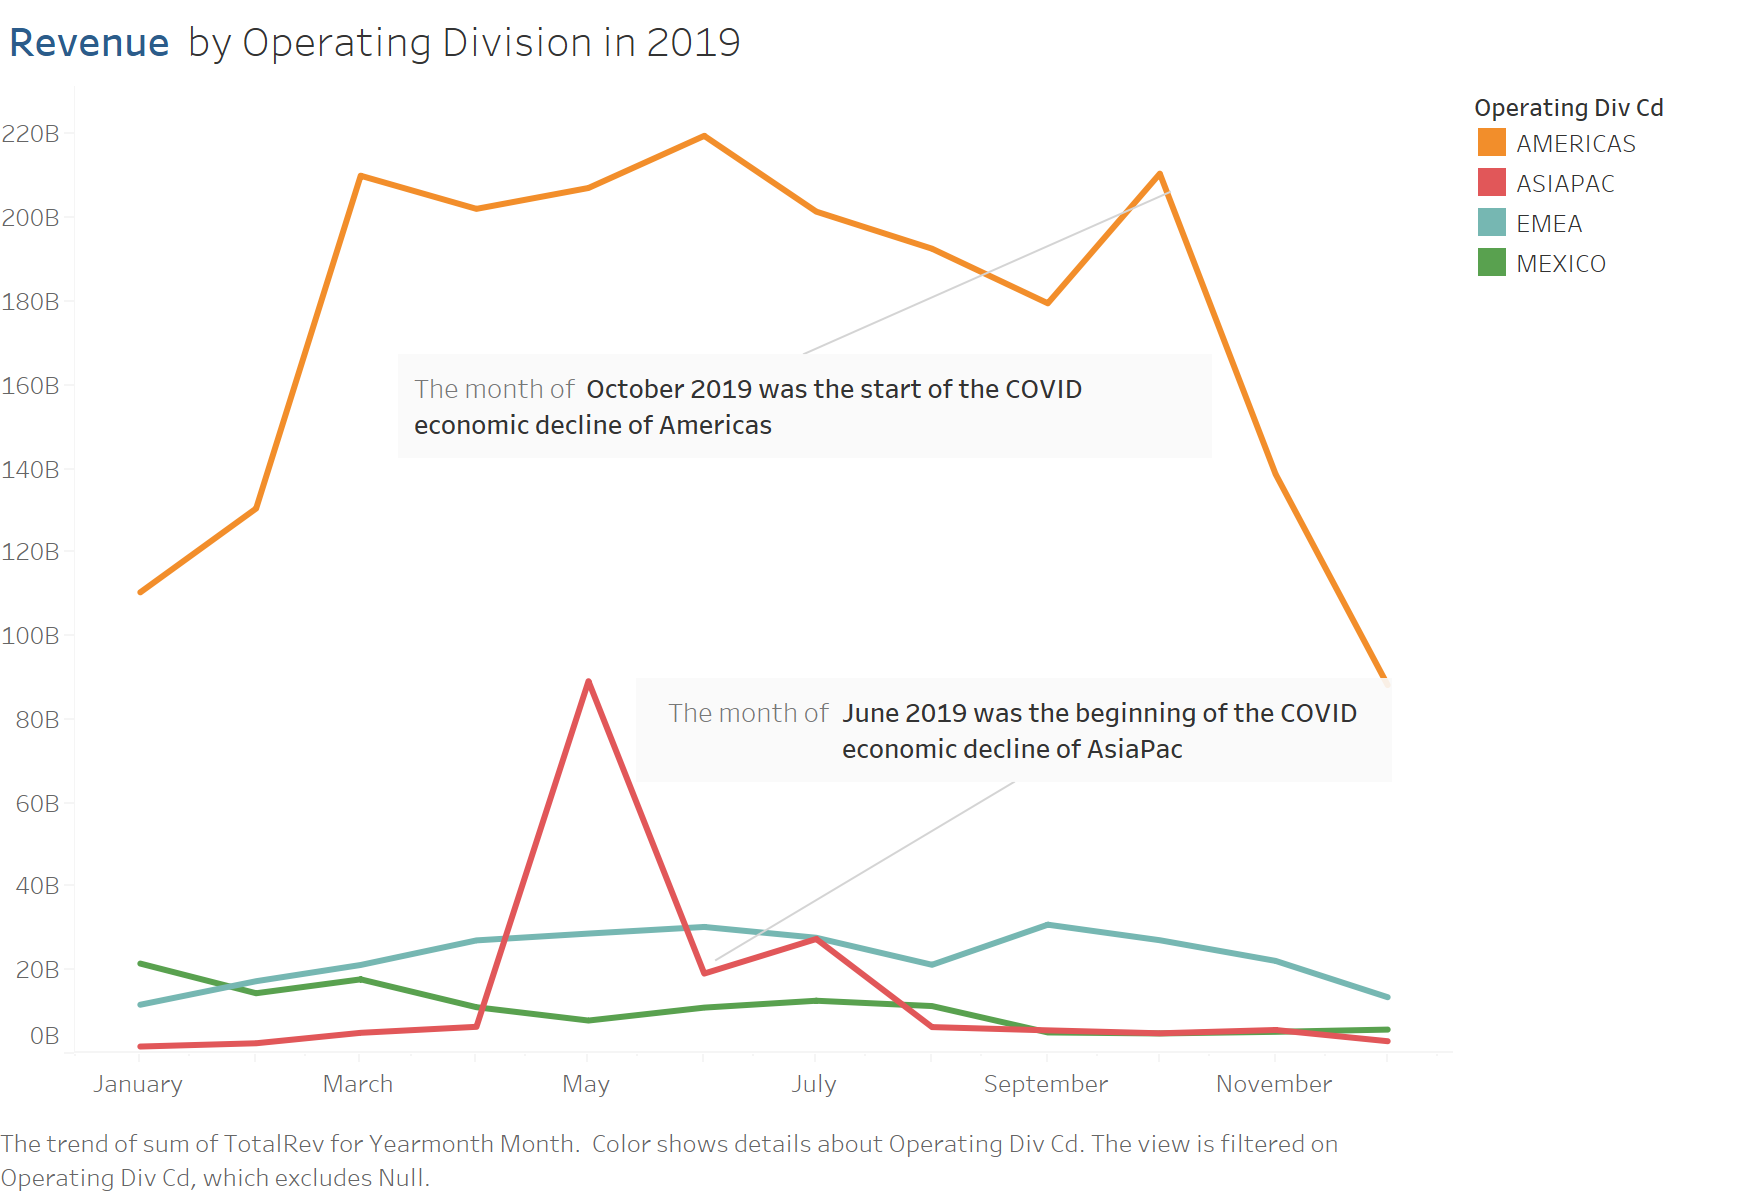 Revenue by Operating Division in 2019
Operating Div Cd
AMERICAS
ASIAPAC
EMEA
MEXICO
220B
200B
180B
160B
140B
120B
100B
80B
60B
40B
20B
0B
The month of October 2019 was the start of the COVID
economic decline of Americas
The month of June 2019 was the beginning of the COVID
economic decline of AsiaPac
January March May July September November
The trend of sum of TotalRev for Yearmonth Month. Color shows details about Operating Div Cd. The view is filtered on
Operating Div Cd, which excludes Null.